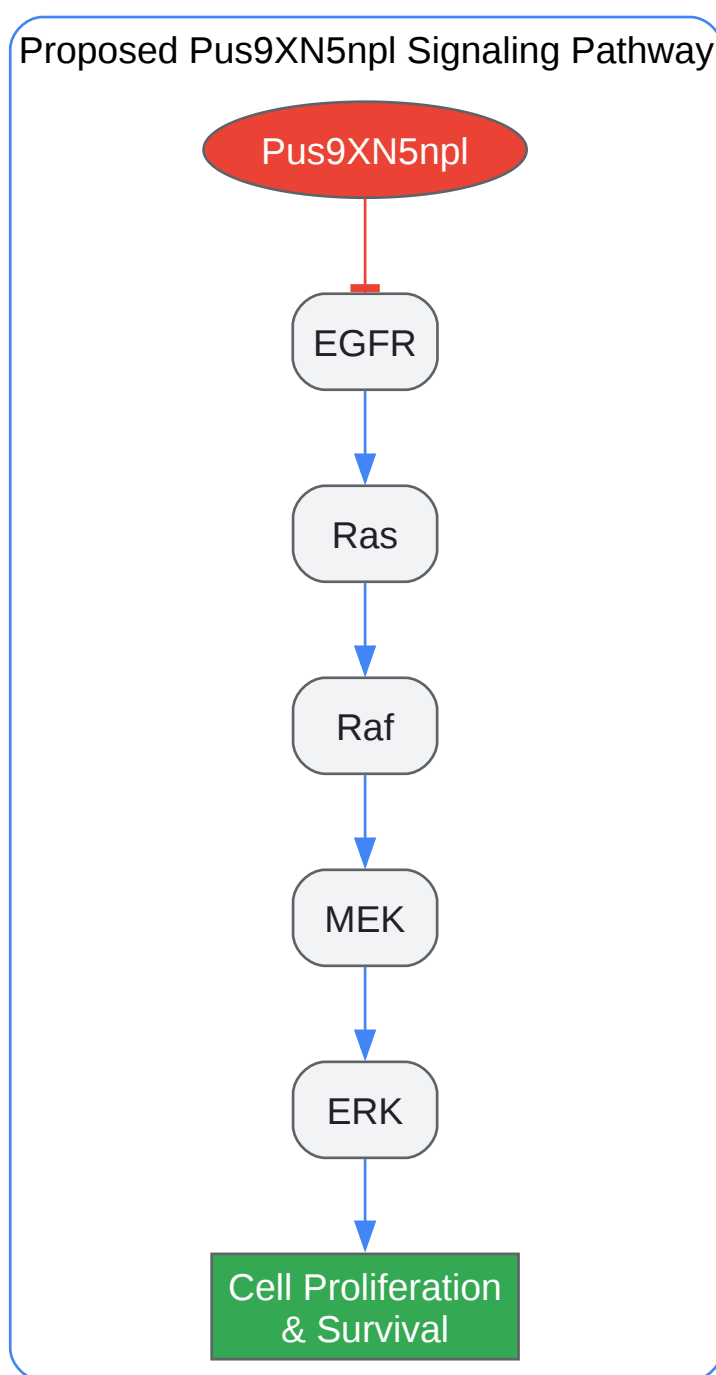 Proposed Pus9XN5npl Signaling Pathway
Pus9XN5npl
EGFR
Ras
Raf
MEK
ERK
Cell Proliferation
& Survival